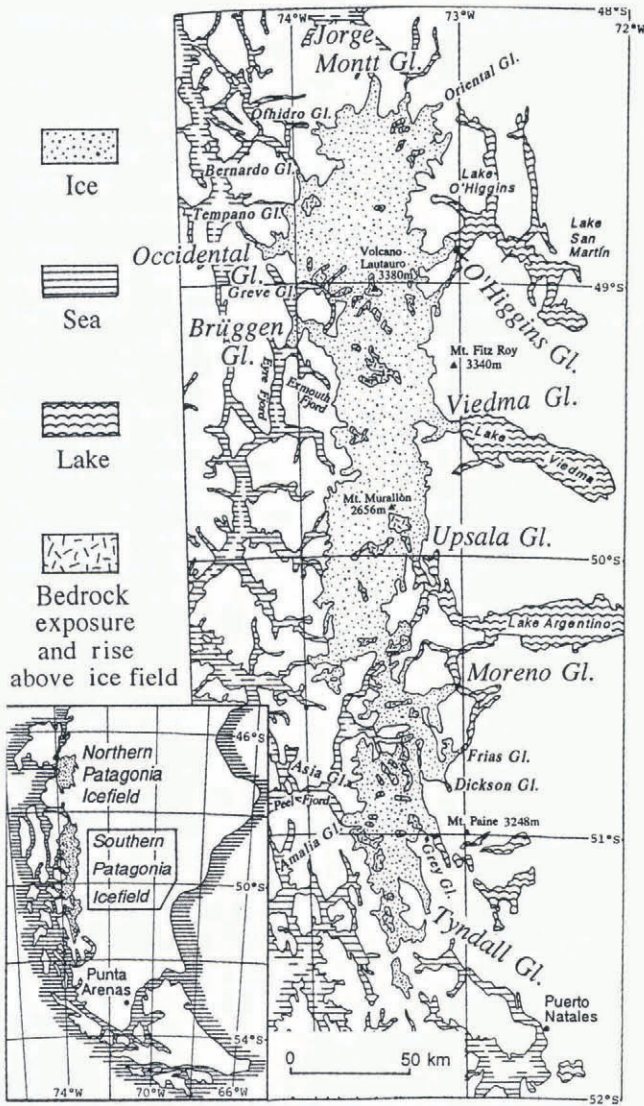 74°W
73°W
48°S
72°W
Jorge
Montt Gl.
Oriental Gl.
Ofhidro Gl.
Ice
Bernardo Gl.
Lake
O'Higgins
Tempano Gl.
Lake
San
Martín
Occidental
Gl.
Volcano
Lautauro
3380m
Greve Gl.
49°S
O'Higgins Gl.
Sea
Brüggen
Gl.
Eyre Fjord
Exmouth
Fjord
Mt. Fitz Roy
3340m
Viedma Gl.
Lake
Viedma
Lake
Mt. Murallòn
2656m
Upsala Gl.
50°S
Bedrock
exposure
and rise
above ice field
Lake Argentino
Moreno Gl.
Frias Gl.
Asia Gl.
Dickson Gl.
Peel Fjord
Mt. Paine 3248m
Amalia Gl.
51°S
Grey Gl.
Tyndall Gl.
Puerto
Natales
0
50 km
52°S
46°S
Northern
Patagonia
Icefield
Southern
Patagonia
Icefield
50°S
Punta
Arenas
54°S
74°W
70°W
66°W